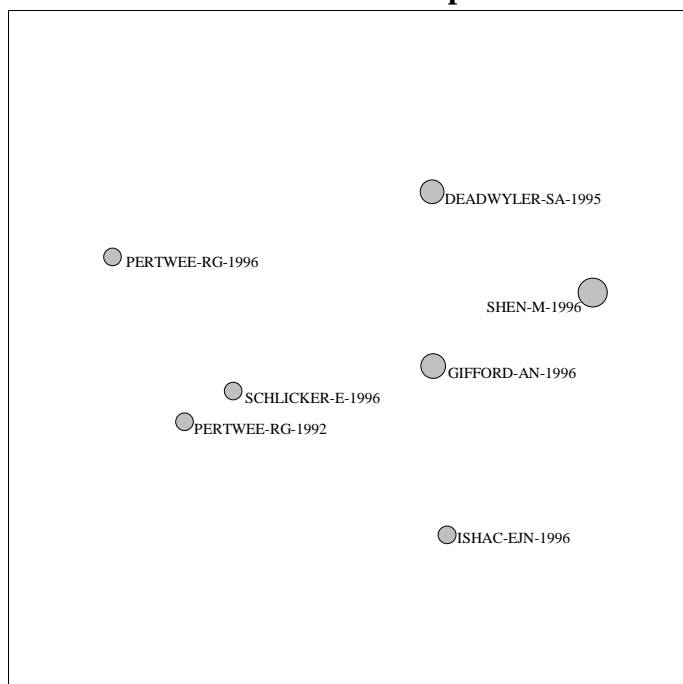 DEADWYLER-SA-1995
PERTWEE-RG-1996
SHEN-M-1996
GIFFORD-AN-1996
SCHLICKER-E-1996
PERTWEE-RG-1992
ISHAC-EJN-1996